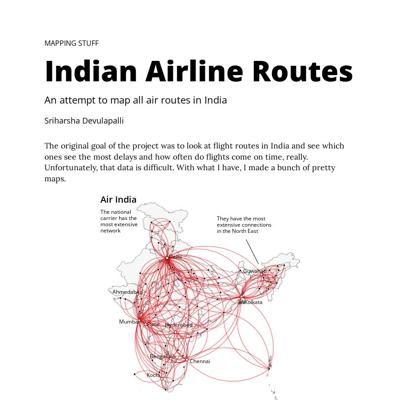 MAPPING STUFF
Indian Airline Routes
An attempt to map all air routes in India
Sriharsha Devulapalli
The original goal of the project was to look at flight routes in India and see which
ones see the most delays and how often do flights come on time, really.
Unfortunately, that data is difficult. With what I have, I made a bunch of pretty
maps.
Air India
The national
carrier has the
most extensive
network
They have the most
extensive connections
in the North East
Delhi
Guwahati
Ahmedabad
Kolkata
Mumbai
Hyderabad
Bengaluru
Chennai
Kochi